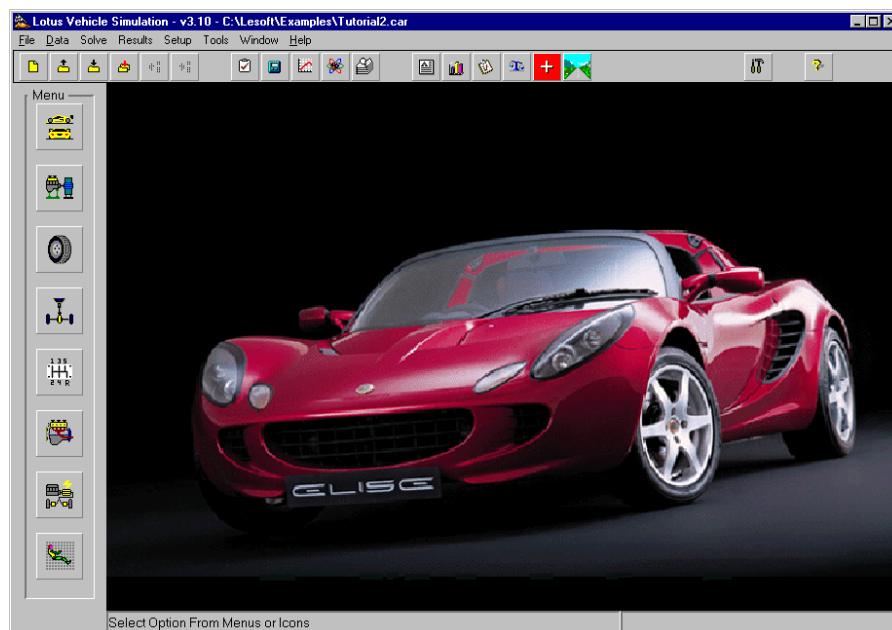 Lotus Vehicle Simulation - v3.10 - C:\Lesoft\Examples\Tutorial2.car
File Data Solve Results Setup Tools Window Help
Menu
1 3 5
2 4 R
ELISE
Select Option From Menus or Icons